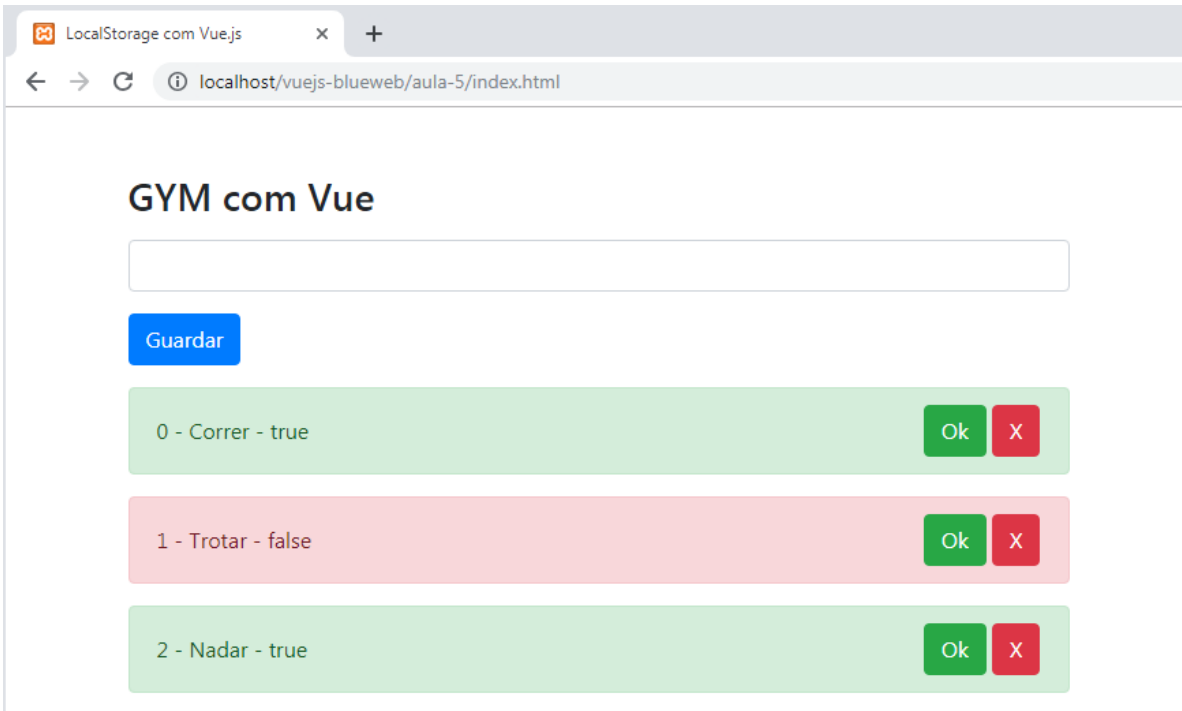 LocalStorage com Vue.js
localhost/vuejs-blueweb/aula-5/index.html
GYM com Vue
Guardar
0 - Correr - true Ok X
1 - Trotar - false Ok X
2 - Nadar - true Ok X